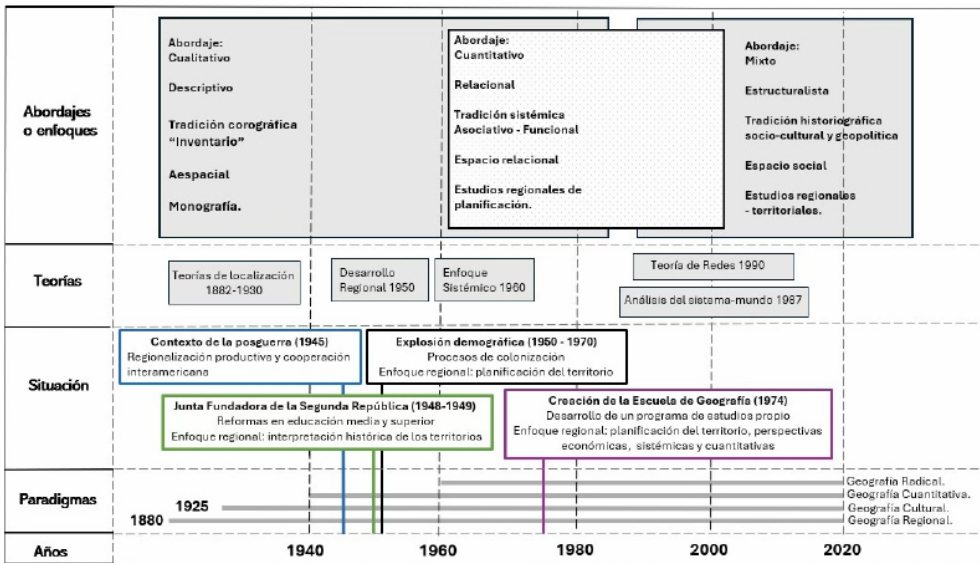 Abordajes
o enfoques
Abordaje:
Cualitativo
Descriptivo
Tradición corográfica
“Inventario”
Aespacial
Monografía.
Abordaje:
Cuantitativo
Relacional
Tradición sistémica
Asociativo - Funcional
Espacio relacional
Estudios regionales de
planificación.
Abordaje:
Mixto
Estructuralista
Tradición historiográfica
socio-cultural y geopolítica
Espacio social
Estudios regionales
- territoriales.
Teorías
Teorías de localización
1882-1930
Desarrollo
Regional 1950
Enfoque
Sistémico 1960
Teoría de Redes 1990
Análisis del sistema-mundo 1987
Situación
Contexto de la posguerra (1945)
Regionalización productiva y cooperación
interamericana
Explosión demográfica (1950 - 1970)
Procesos de colonización
Enfoque regional: planificación del territorio
Junta Fundadora de la Segunda República (1948-1949)
Reformas en educación media y superior
Enfoque regional: interpretación histórica de los territorios
Creación de la Escuela de Geografía (1974)
Desarrollo de un programa de estudios propio
Enfoque regional: planificación del territorio, perspectivas
económicas, sistémicas y cuantitativas
Paradigmas
Geografía Radical.
Geografía Cuantitativa.
1925
Geografía Cultural.
1880
Geografía Regional.
Años
1940
1960
1980
2000
2020